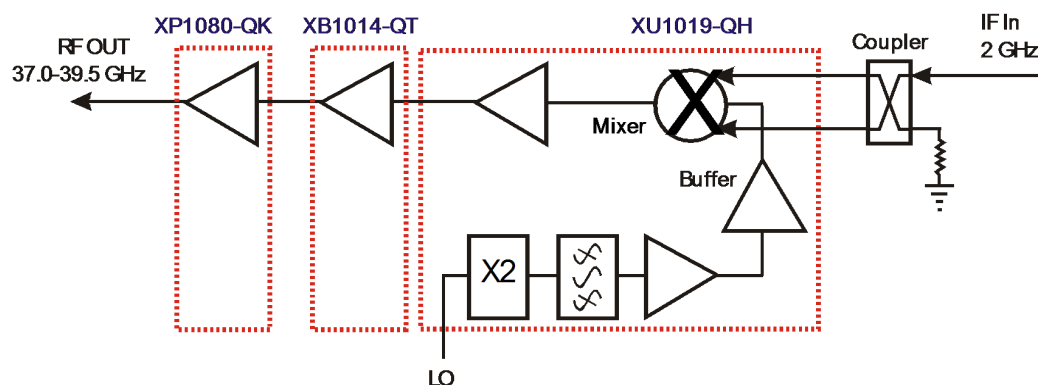 XP1080-QK
XB1014-QT
XU1019-QH
RF OUT
37.0-39.5 GHz
Coupler
IF In
2 GHz
Mixer
Buffer
X2
LO